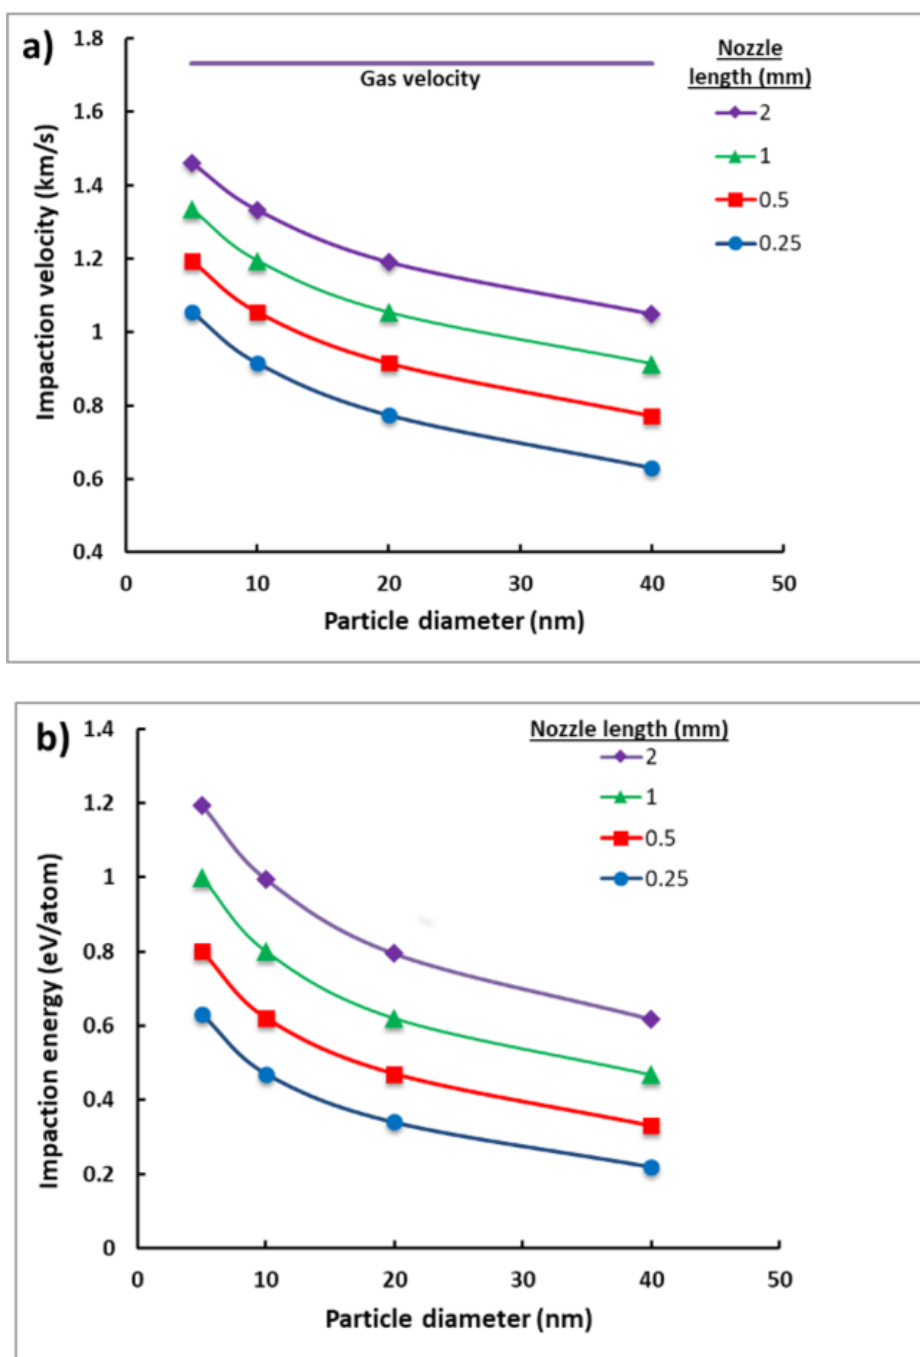 a)
1.8
1.6
1.4
1.2
1
0.8
0.6
0.4
Impaction velocity (km/s)
Gas velocity
Nozzle
length (mm)
2
1
0.5
0.25
0 10 20 30 40 50
Particle diameter (nm)
b)
1.4
1.2
1
0.8
0.6
0.4
0.2
0
Impaction energy (eV/atom)
Nozzle length (mm)
2
1
0.5
0.25
0 10 20 30 40 50
Particle diameter (nm)